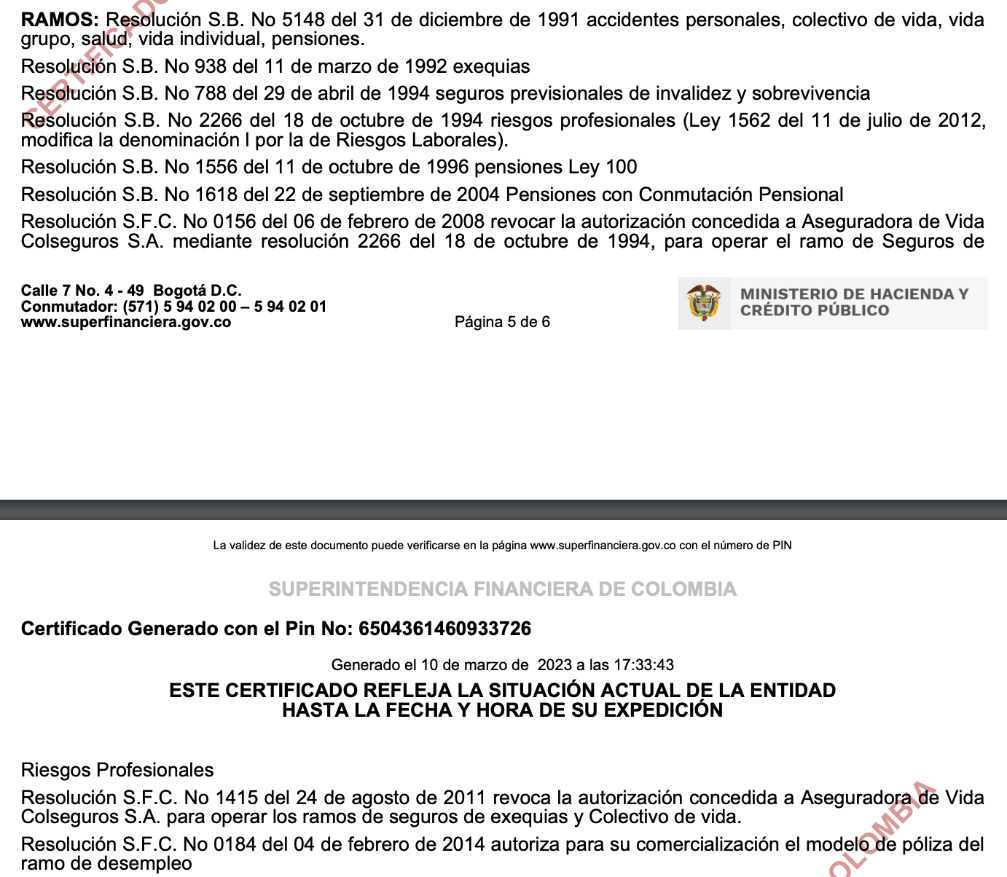 RAMOS: Resolución S.B. No 5148 del 31 de diciembre de 1991 accidentes personales, colectivo de vida, vida
grupo, salud, vida individual, pensiones.
Resolución S.B. No 938 del 11 de marzo de 1992 exequias
Resolución S.B. No 788 del 29 de abril de 1994 seguros previsionales de invalidez y sobrevivencia
Resolución S.B. No 2266 del 18 de octubre de 1994 riesgos profesionales (Ley 1562 del 11 de julio de 2012,
modifica la denominación l por la de Riesgos Laborales).
Resolución S.B. No 1556 del 11 de octubre de 1996 pensiones Ley 100
Resolución S.B. No 1618 del 22 de septiembre de 2004 Pensiones con Conmutación Pensional
Resolución S.F.C. No 0156 del 06 de febrero de 2008 revocar la autorización concedida a Aseguradora de Vida
Colseguros S.A. mediante resolución 2266 del 18 de octubre de 1994, para operar el ramo de Seguros de
CERTIFICADO
Calle 7 No. 4 - 49 Bogotá D.C.
Conmutador: (571) 5 94 02 00 – 5 94 02 01
www.superfinanciera.gov.co
Página 5 de 6
MINISTERIO DE HACIENDA Y
CRÉDITO PÚBLICO
La validez de este documento puede verificarse en la página www.superfinanciera.gov.co con el número de PIN
SUPERINTENDENCIA FINANCIERA DE COLOMBIA
Certificado Generado con el Pin No: 6504361460933726
Generado el 10 de marzo de 2023 a las 17:33:43
ESTE CERTIFICADO REFLEJA LA SITUACIÓN ACTUAL DE LA ENTIDAD
HASTA LA FECHA Y HORA DE SU EXPEDICIÓN
Riesgos Profesionales
Resolución S.F.C. No 1415 del 24 de agosto de 2011 revoca la autorización concedida a Aseguradora de Vida
Colseguros S.A. para operar los ramos de seguros de exequias y Colectivo de vida.
Resolución S.F.C. No 0184 del 04 de febrero de 2014 autoriza para su comercialización el modelo de póliza del
ramo de desempleo
OLOMBIA